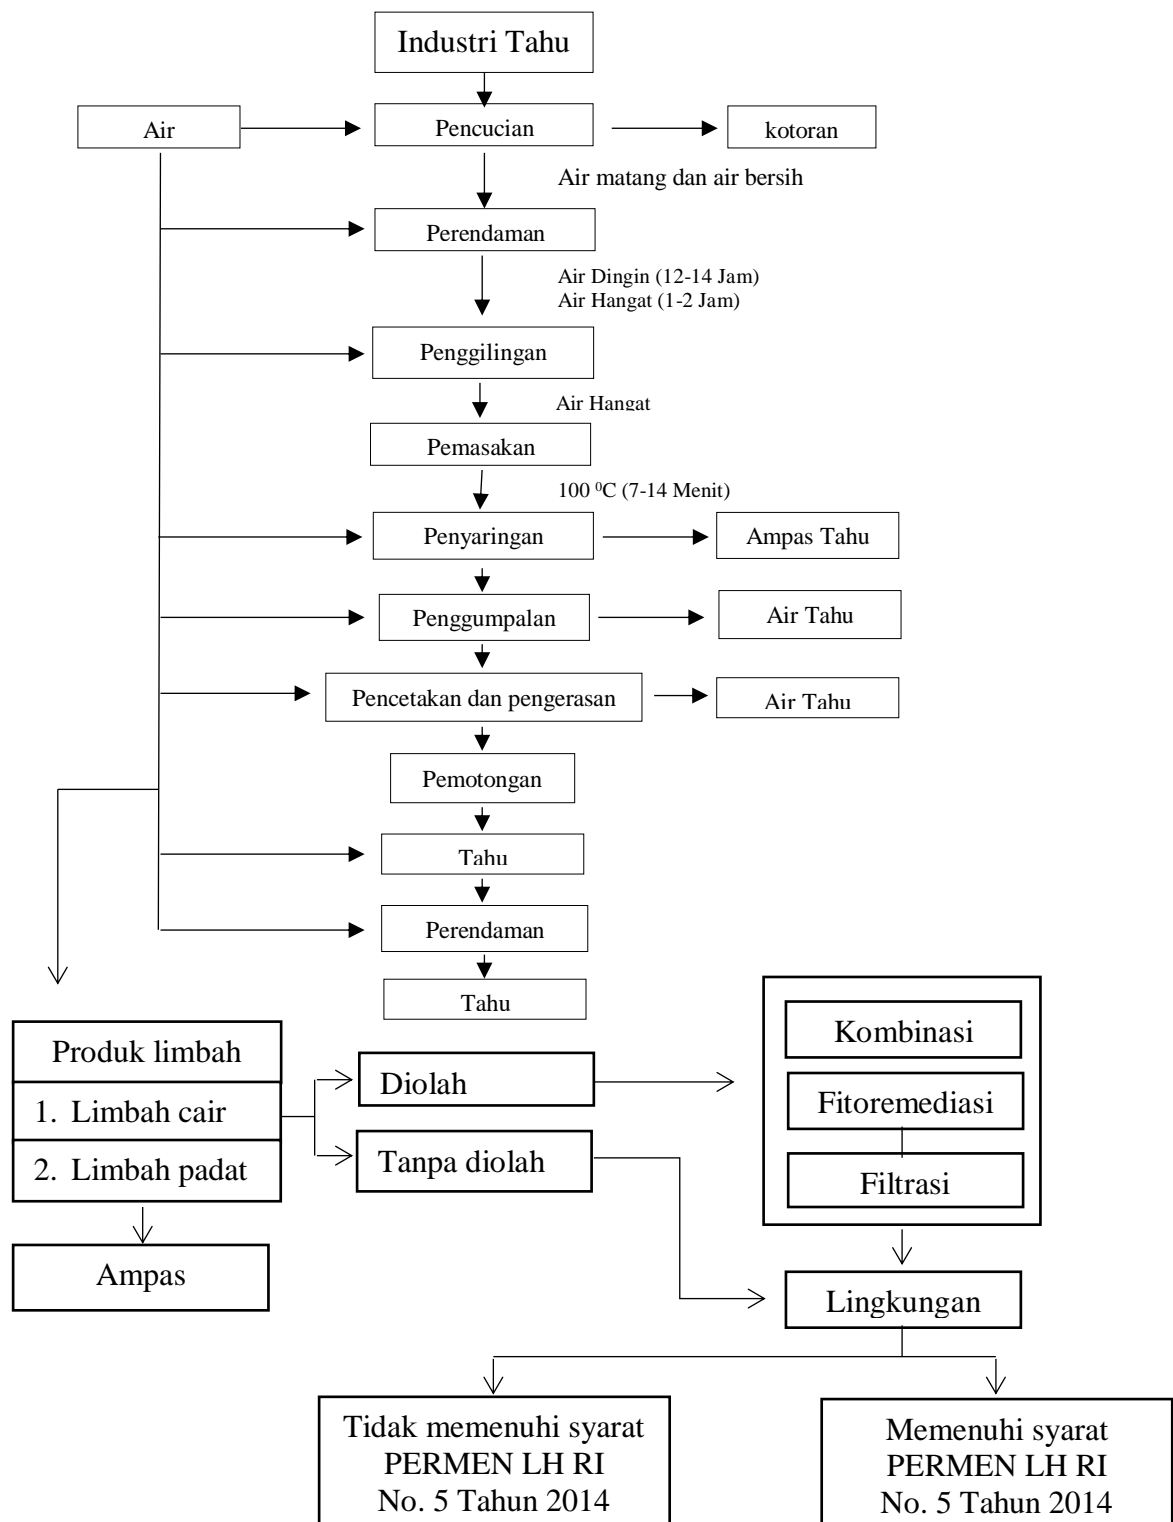 Industri Tahu
Air
Pencucian
kotoran
Air matang dan air bersih
Perendaman
Air Dingin (12-14 Jam)
Air Hangat (1-2 Jam)
Penggilingan
Air Hangat
Pemasakan
100 ⁰C (7-14 Menit)
Penyaringan
Ampas Tahu
Penggumpalan
Air Tahu
Pencetakan dan pengerasan
Air Tahu
Pemotongan
Tahu
Perendaman
Tahu
Produk limbah
1. Limbah cair
2. Limbah padat
Ampas
Diolah
Tanpa diolah
Kombinasi
Fitoremediasi
Filtrasi
Lingkungan
Tidak memenuhi syarat
PERMEN LH RI
No. 5 Tahun 2014
Memenuhi syarat
PERMEN LH RI
No. 5 Tahun 2014